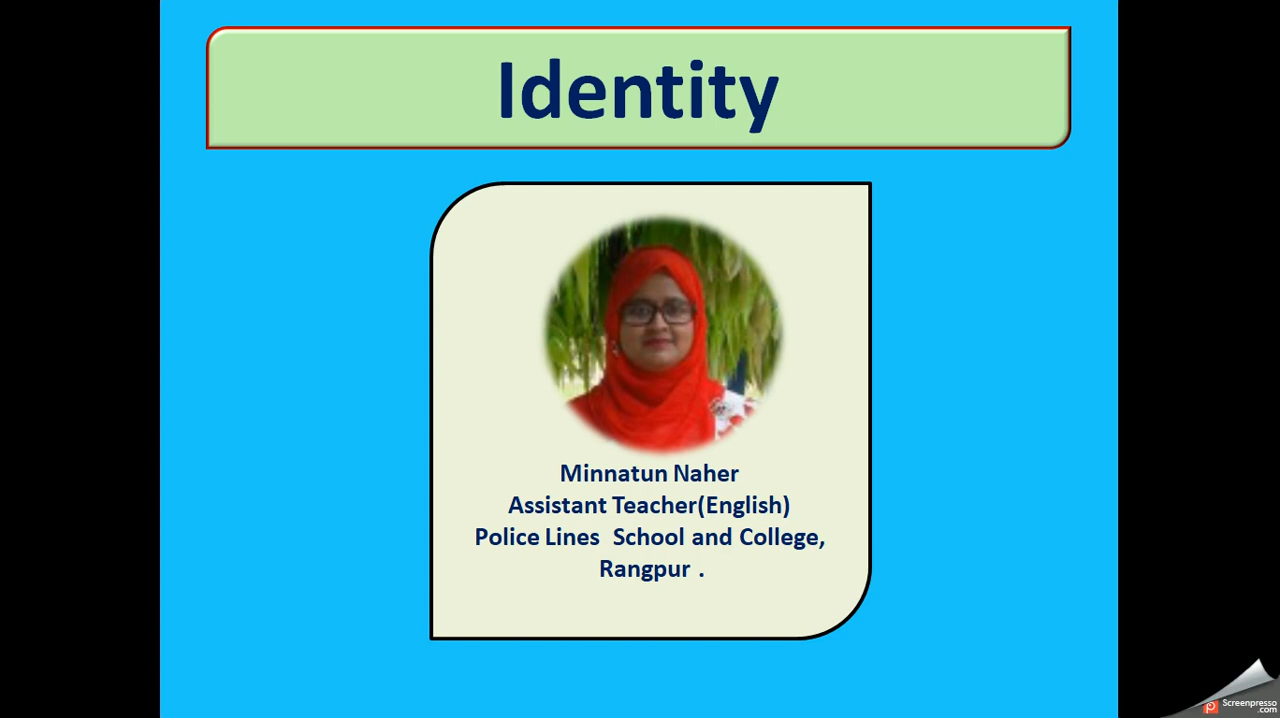 Identity
Minnatun Naher
Assistant Teacher(English)
Police Lines School and College,
Rangpur .
Screenpresso
.com